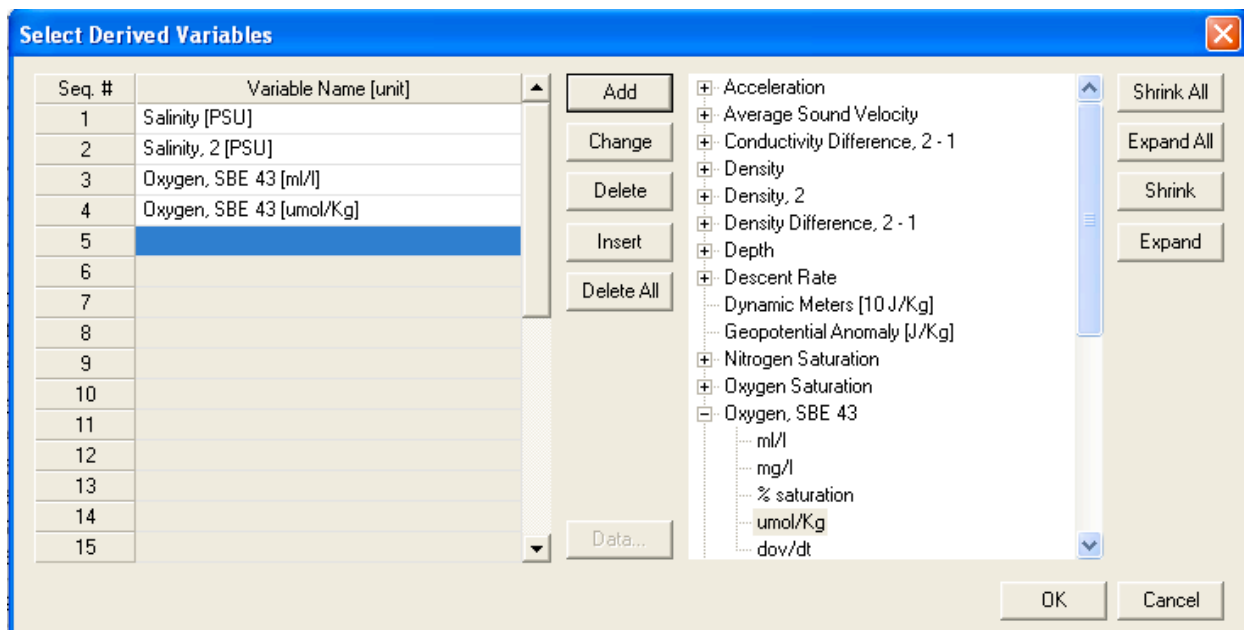 Select Derived Variables
Seq. # Variable Name [unit]
1 Salinity [PSU]
2 Salinity, 2 [PSU]
3 Oxygen, SBE 43 [ml/l]
4 Oxygen, SBE 43 [umol/Kg]
5
6
7
8
9
10
11
12
13
14
15
Add
Change
Delete
Insert
Delete All
Data...
Acceleration
Average Sound Velocity
Conductivity Difference, 2 - 1
Density
Density, 2
Density Difference, 2 - 1
Depth
Descent Rate
Dynamic Meters [10 J/Kg]
Geopotential Anomaly [J/Kg]
Nitrogen Saturation
Oxygen Saturation
Oxygen, SBE 43
ml/l
mg/l
% saturation
umol/Kg
dov/dt
Shrink All
Expand All
Shrink
Expand
OK
Cancel